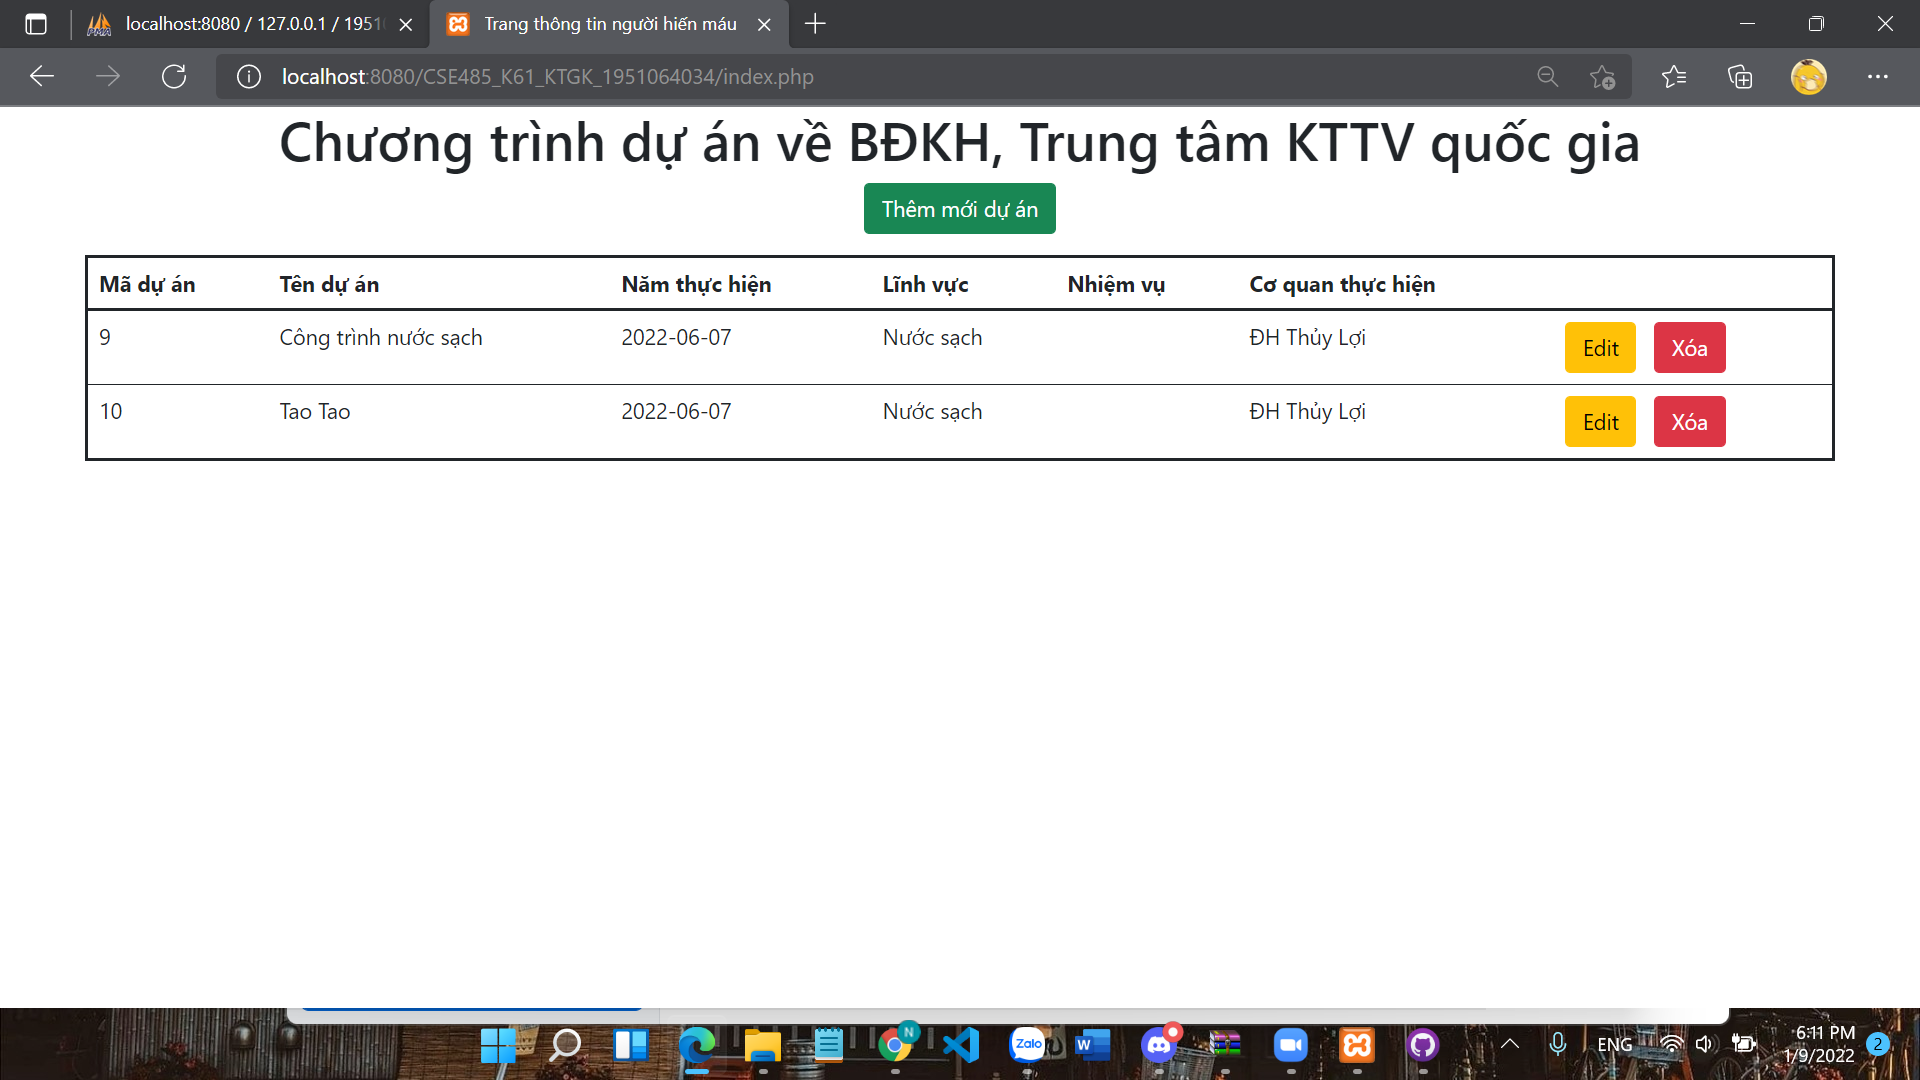 localhost:8080 / 127.0.0.1 / 1951
Trang thông tin người hiến máu
localhost:8080/CSE485_K61_KTGK_1951064034/index.php
Chương trình dự án về BĐKH, Trung tâm KTTV quốc gia
Thêm mới dự án
Mã dự án Tên dự án Năm thực hiện Lĩnh vực Nhiệm vụ Cơ quan thực hiện
9 Công trình nước sạch 2022-06-07 Nước sạch ĐH Thủy Lợi Edit Xóa
10 Tao Tao 2022-06-07 Nước sạch ĐH Thủy Lợi Edit Xóa
N
Zalo
W
ENG
6:11 PM
1/9/2022
2